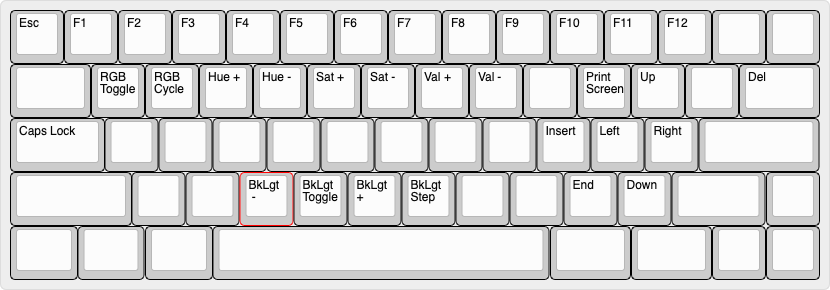 Esc F1 F2 F3 F4 F5 F6 F7 F8 F9 F10 F11 F12
RGB Toggle RGB Cycle Hue + Hue - Sat + Sat - Val + Val - Print Screen Up Del
Caps Lock Insert Left Right
BkLgt - BkLgt Toggle BkLgt + BkLgt Step End Down